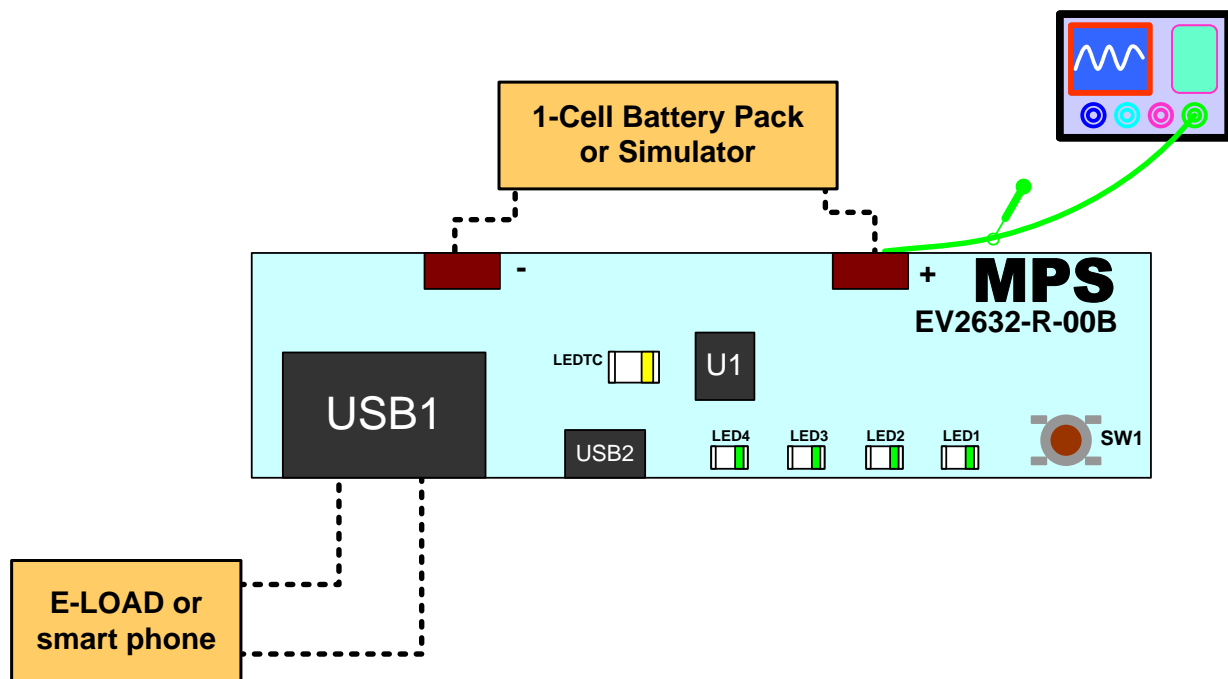 1-Cell Battery Pack
or Simulator
-
+
MPS
EV2632-R-00B
LEDTC
U1
USB1
USB2
LED4
LED3
LED2
LED1
SW1
E-LOAD or
smart phone